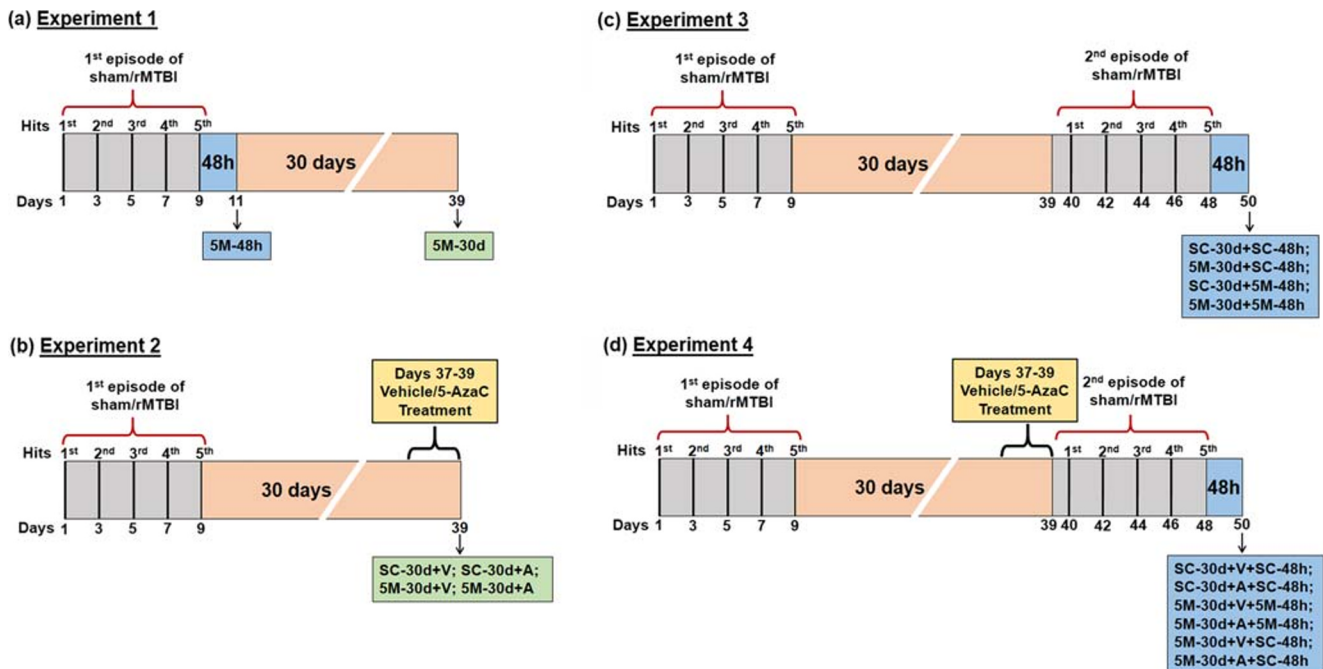 (a) Experiment 1
1st episode of
sham/rMTBI
Hits 1st 2nd 3rd 4th 5th
48h
30 days
Days 1 3 5 7 9 11 39
5M-48h
5M-30d
(b) Experiment 2
Days 37-39
Vehicle/5-AzaC
Treatment
1st episode of
sham/rMTBI
Hits 1st 2nd 3rd 4th 5th
30 days
Days 1 3 5 7 9 39
SC-30d+V; SC-30d+A;
5M-30d+V; 5M-30d+A
(c) Experiment 3
1st episode of
sham/rMTBI
2nd episode of
sham/rMTBI
Hits 1st 2nd 3rd 4th 5th 1st 2nd 3rd 4th 5th
30 days
48h
Days 1 3 5 7 9 39 40 42 44 46 48 50
SC-30d+SC-48h;
5M-30d+SC-48h;
SC-30d+5M-48h;
5M-30d+5M-48h
(d) Experiment 4
Days 37-39
Vehicle/5-AzaC
Treatment
1st episode of
sham/rMTBI
2nd episode of
sham/rMTBI
Hits 1st 2nd 3rd 4th 5th 1st 2nd 3rd 4th 5th
30 days
48h
Days 1 3 5 7 9 39 40 42 44 46 48 50
SC-30d+V+SC-48h;
SC-30d+A+SC-48h;
5M-30d+V+5M-48h;
5M-30d+A+5M-48h;
5M-30d+V+SC-48h;
5M-30d+A+SC-48h